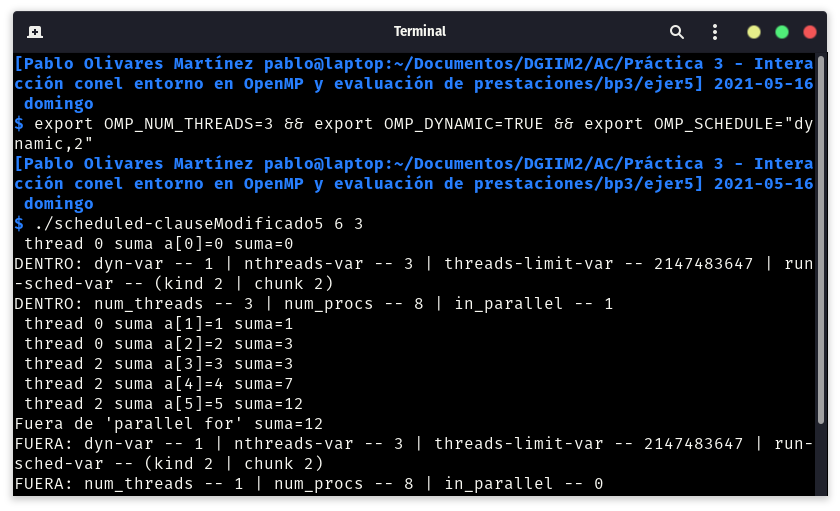 Terminal
[Pablo Olivares Martínez pablo@laptop:~/Documentos/DGIIM2/AC/Práctica 3 - Intera
cción conel entorno en OpenMP y evaluación de prestaciones/bp3/ejer5] 2021-05-16
 domingo
$ export OMP_NUM_THREADS=3 && export OMP_DYNAMIC=TRUE && export OMP_SCHEDULE="dy
namic,2"
[Pablo Olivares Martínez pablo@laptop:~/Documentos/DGIIM2/AC/Práctica 3 - Intera
cción conel entorno en OpenMP y evaluación de prestaciones/bp3/ejer5] 2021-05-16
 domingo
$ ./scheduled-clauseModificado5 6 3
 thread 0 suma a[0]=0 suma=0
DENTRO: dyn-var -- 1 | nthreads-var -- 3 | threads-limit-var -- 2147483647 | run
-sched-var -- (kind 2 | chunk 2)
DENTRO: num_threads -- 3 | num_procs -- 8 | in_parallel -- 1
 thread 0 suma a[1]=1 suma=1
 thread 0 suma a[2]=2 suma=3
 thread 2 suma a[3]=3 suma=3
 thread 2 suma a[4]=4 suma=7
 thread 2 suma a[5]=5 suma=12
Fuera de 'parallel for' suma=12
FUERA: dyn-var -- 1 | nthreads-var -- 3 | threads-limit-var -- 2147483647 | run-
sched-var -- (kind 2 | chunk 2)
FUERA: num_threads -- 1 | num_procs -- 8 | in_parallel -- 0